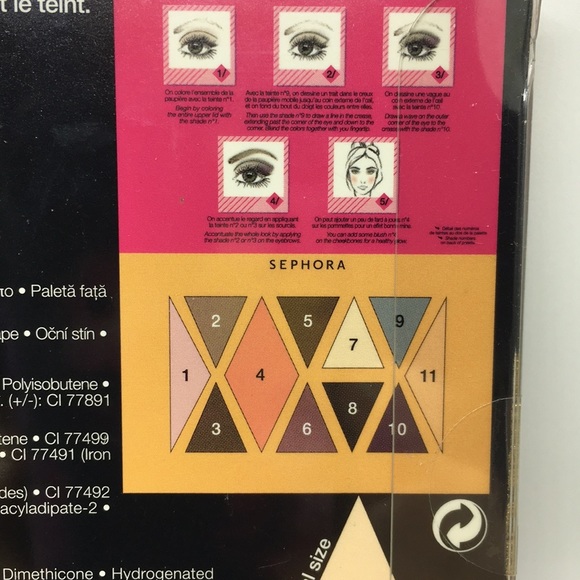 t le teint.
1/
2/
3/
On colore l'ensemble de la
paupière avec la teinte n°1.
Begin by coloring
the entire upper lid with
the shade n°1.
Avec la teinte n°9, on dessine un trait dans le creux
de la paupière mobile jusqu'au coin externe de l'œil,
et on fond du bout du doigt les couleurs entre elles.
Then use the shade n°9 to draw a line in the crease,
extending past the corner of the eye and down to the
corner. Blend the colors together with you fingertip.
On dessine une vague au
coin externe de l'œil
avec la teinte n°10.
Draw a wave on the outer
corner of the eye to the
crease with the shade n°10.
4/
5/
On accentue le regard en appliquant
la teinte n°2 ou n°3 sur les sourcils.
Accentuate the whole look by applying
the shade n°2 or n°3 on the eyebrows.
On peut ajouter un peu de fard à joues n°4
sur les pommettes pour un effet bonne mine.
You can add some blush n°4
on the cheekbones for a healthy glow.
SEPHORA
1
2
3
4
5
6
7
8
9
10
11
το • Paletă față
ape • Oční stín •
Polyisobutene •
. (+/-): CI 77891
tene • CI 77499
• CI 77491 (Iron
des) • CI 77492
acyladipate-2 •
Dimethicone • Hydrogenated
l size